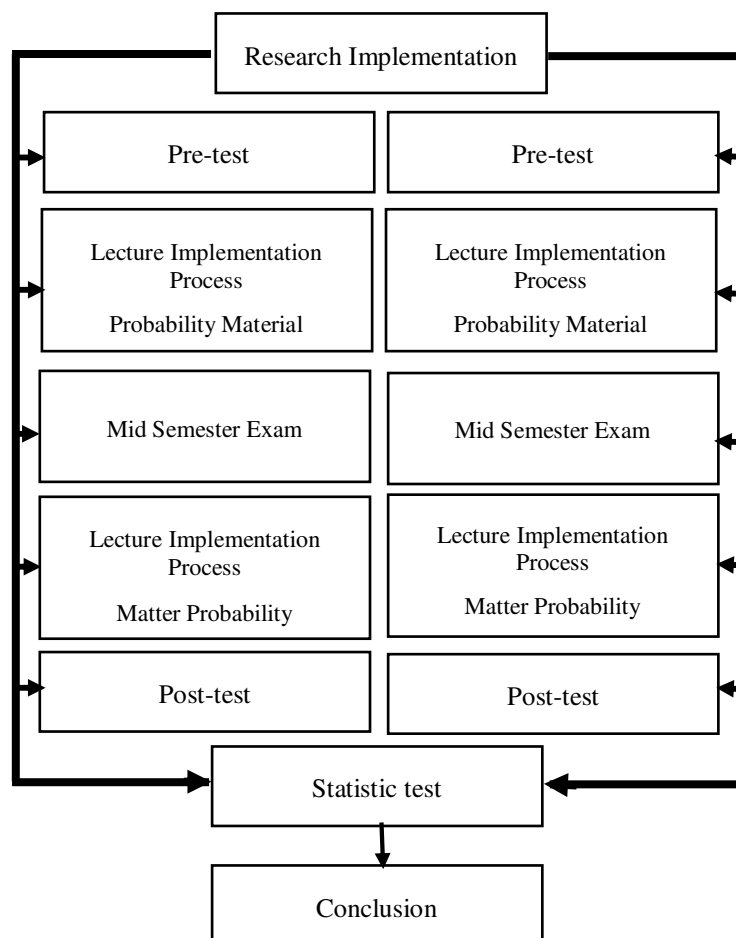 Research Implementation
Pre-test
Pre-test
Lecture Implementation
Process
Probability Material
Lecture Implementation
Process
Probability Material
Mid Semester Exam
Mid Semester Exam
Lecture Implementation
Process
Matter Probability
Lecture Implementation
Process
Matter Probability
Post-test
Post-test
Statistic test
Conclusion